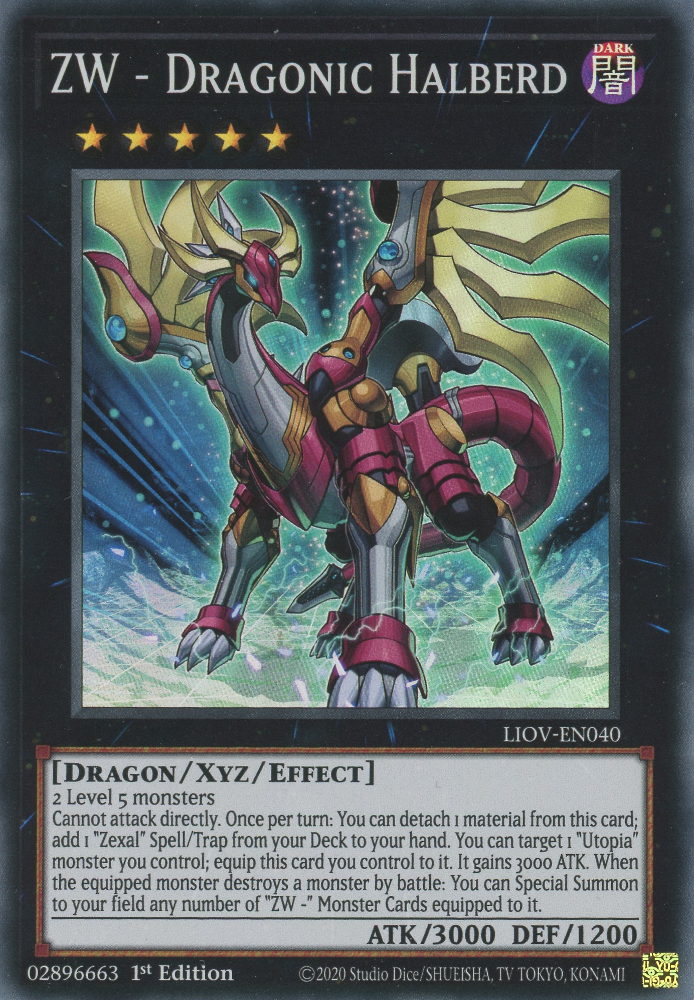 ZW - Dragonic Halberd
DARK
闇
LIOV-EN040
[Dragon/Xyz/Effect]
2 Level 5 monsters
Cannot attack directly. Once per turn: You can detach 1 material from this card;
add 1 "Zexal" Spell/Trap from your Deck to your hand. You can target 1 "Utopia"
monster you control; equip this card you control to it. It gains 3000 ATK. When
the equipped monster destroys a monster by battle: You can Special Summon
to your field any number of "ZW -" Monster Cards equipped to it.
ATK/3000 DEF/1200
02896663 1st Edition
©2020 Studio Dice/SHUEISHA, TV TOKYO, KONAMI